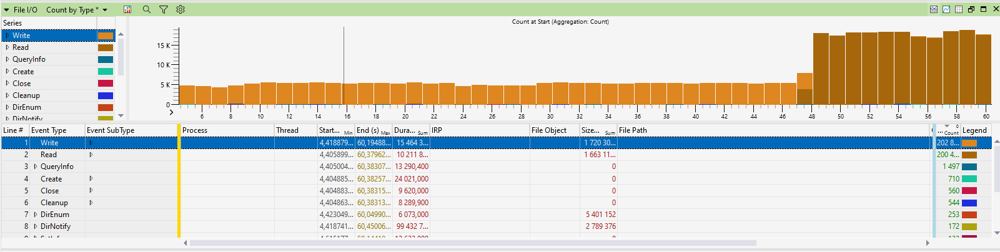 File I/O Count by Type *
Series
Write
Read
QueryInfo
Create
Close
Cleanup
DirEnum
DirNotify
Count at Start (Aggregation: Count)
15 K
10 K
5 K
0
6 8 10 12 14 16 18 20 22 24 26 28 30 32 34 36 38 40 42 44 46 48 50 52 54 56 58 60
Line # Event Type Event SubType Process Thread Start... Min End (s) Max Dura... Sum IRP File Object Size... Sum File Path ... 0 Count Legend
1 Write 4,418879... 60,19488... 15 464 3... 1 720 30... 202 8...
2 Read 4,405899... 60,37962... 10 211 8... 1 663 11... 200 4...
3 QueryInfo 4,405004... 60,38307... 13 290,400 0 1 497
4 Create 4,404885... 60,38257... 24 021,000 0 710
5 Close 4,404883... 60,38315... 9 620,000 0 560
6 Cleanup 4,404863... 60,38313... 8 289,900 0 544
7 DirEnum 4,423049... 60,04990... 6 073,000 5 401 152 253
8 DirNotify 4,418741... 60,45006... 99 432 7... 2 789 376 172